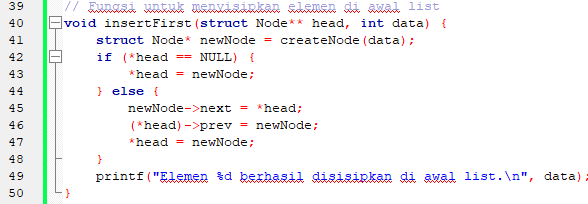 39 // Fungsi untuk menyisipkan elemen di awal list
40 void insertFirst(struct Node** head, int data) {
41 struct Node* newNode = createNode(data);
42 if (*head == NULL) {
43 *head = newNode;
44 } else {
45 newNode->next = *head;
46 (*head)->prev = newNode;
47 *head = newNode;
48 }
49 printf("Elemen %d berhasil disisipkan di awal list.\n", data);
50 }